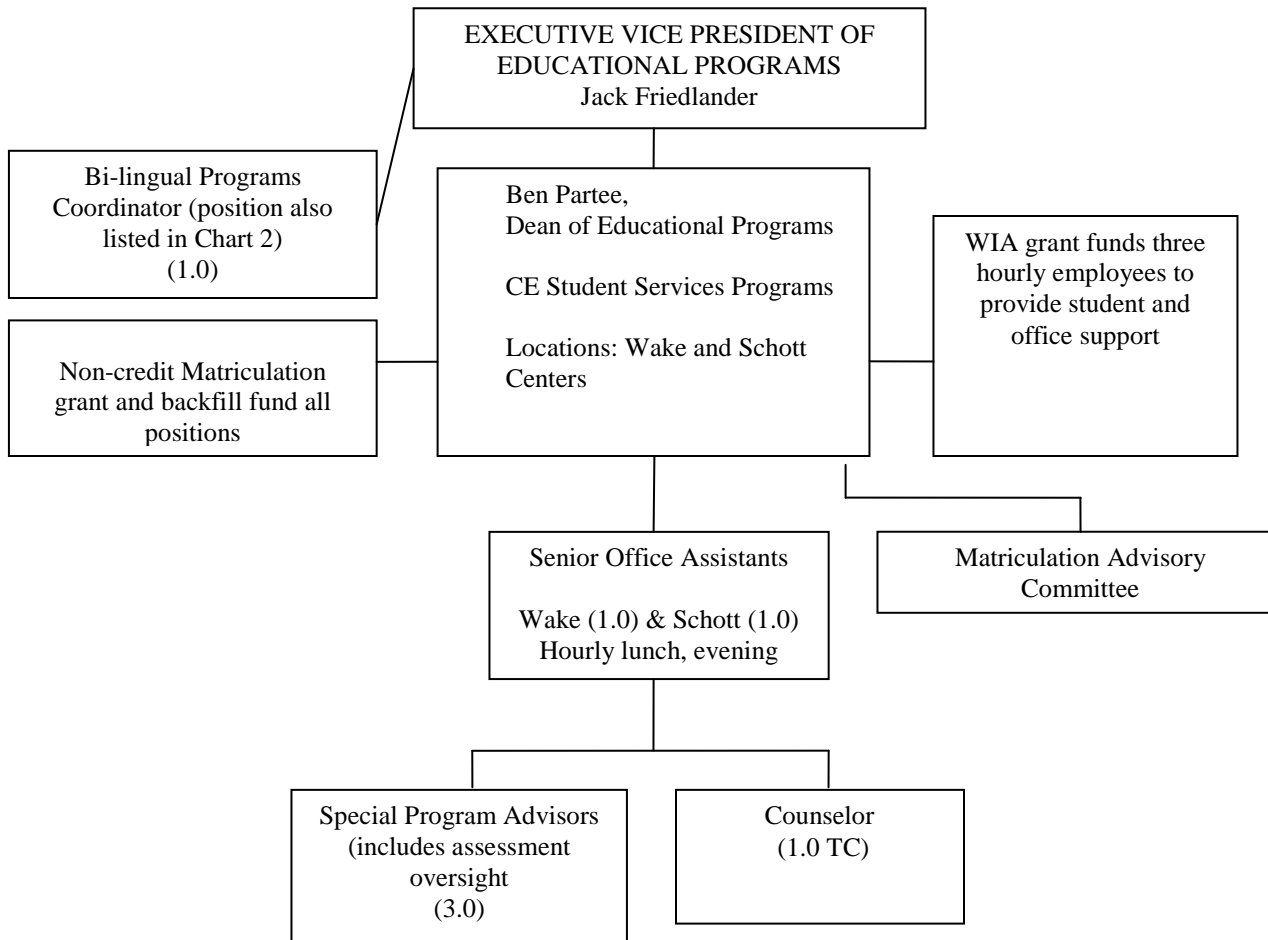 EXECUTIVE VICE PRESIDENT OF
EDUCATIONAL PROGRAMS
Jack Friedlander
Bi-lingual Programs
Coordinator (position also
listed in Chart 2)
(1.0)
Ben Partee,
Dean of Educational Programs
CE Student Services Programs
Locations: Wake and Schott
Centers
WIA grant funds three
hourly employees to
provide student and
office support
Non-credit Matriculation
grant and backfill fund all
positions
Senior Office Assistants
Wake (1.0) & Schott (1.0)
Hourly lunch, evening
Matriculation Advisory
Committee
Special Program Advisors
(includes assessment
oversight
(3.0)
Counselor
(1.0 TC)